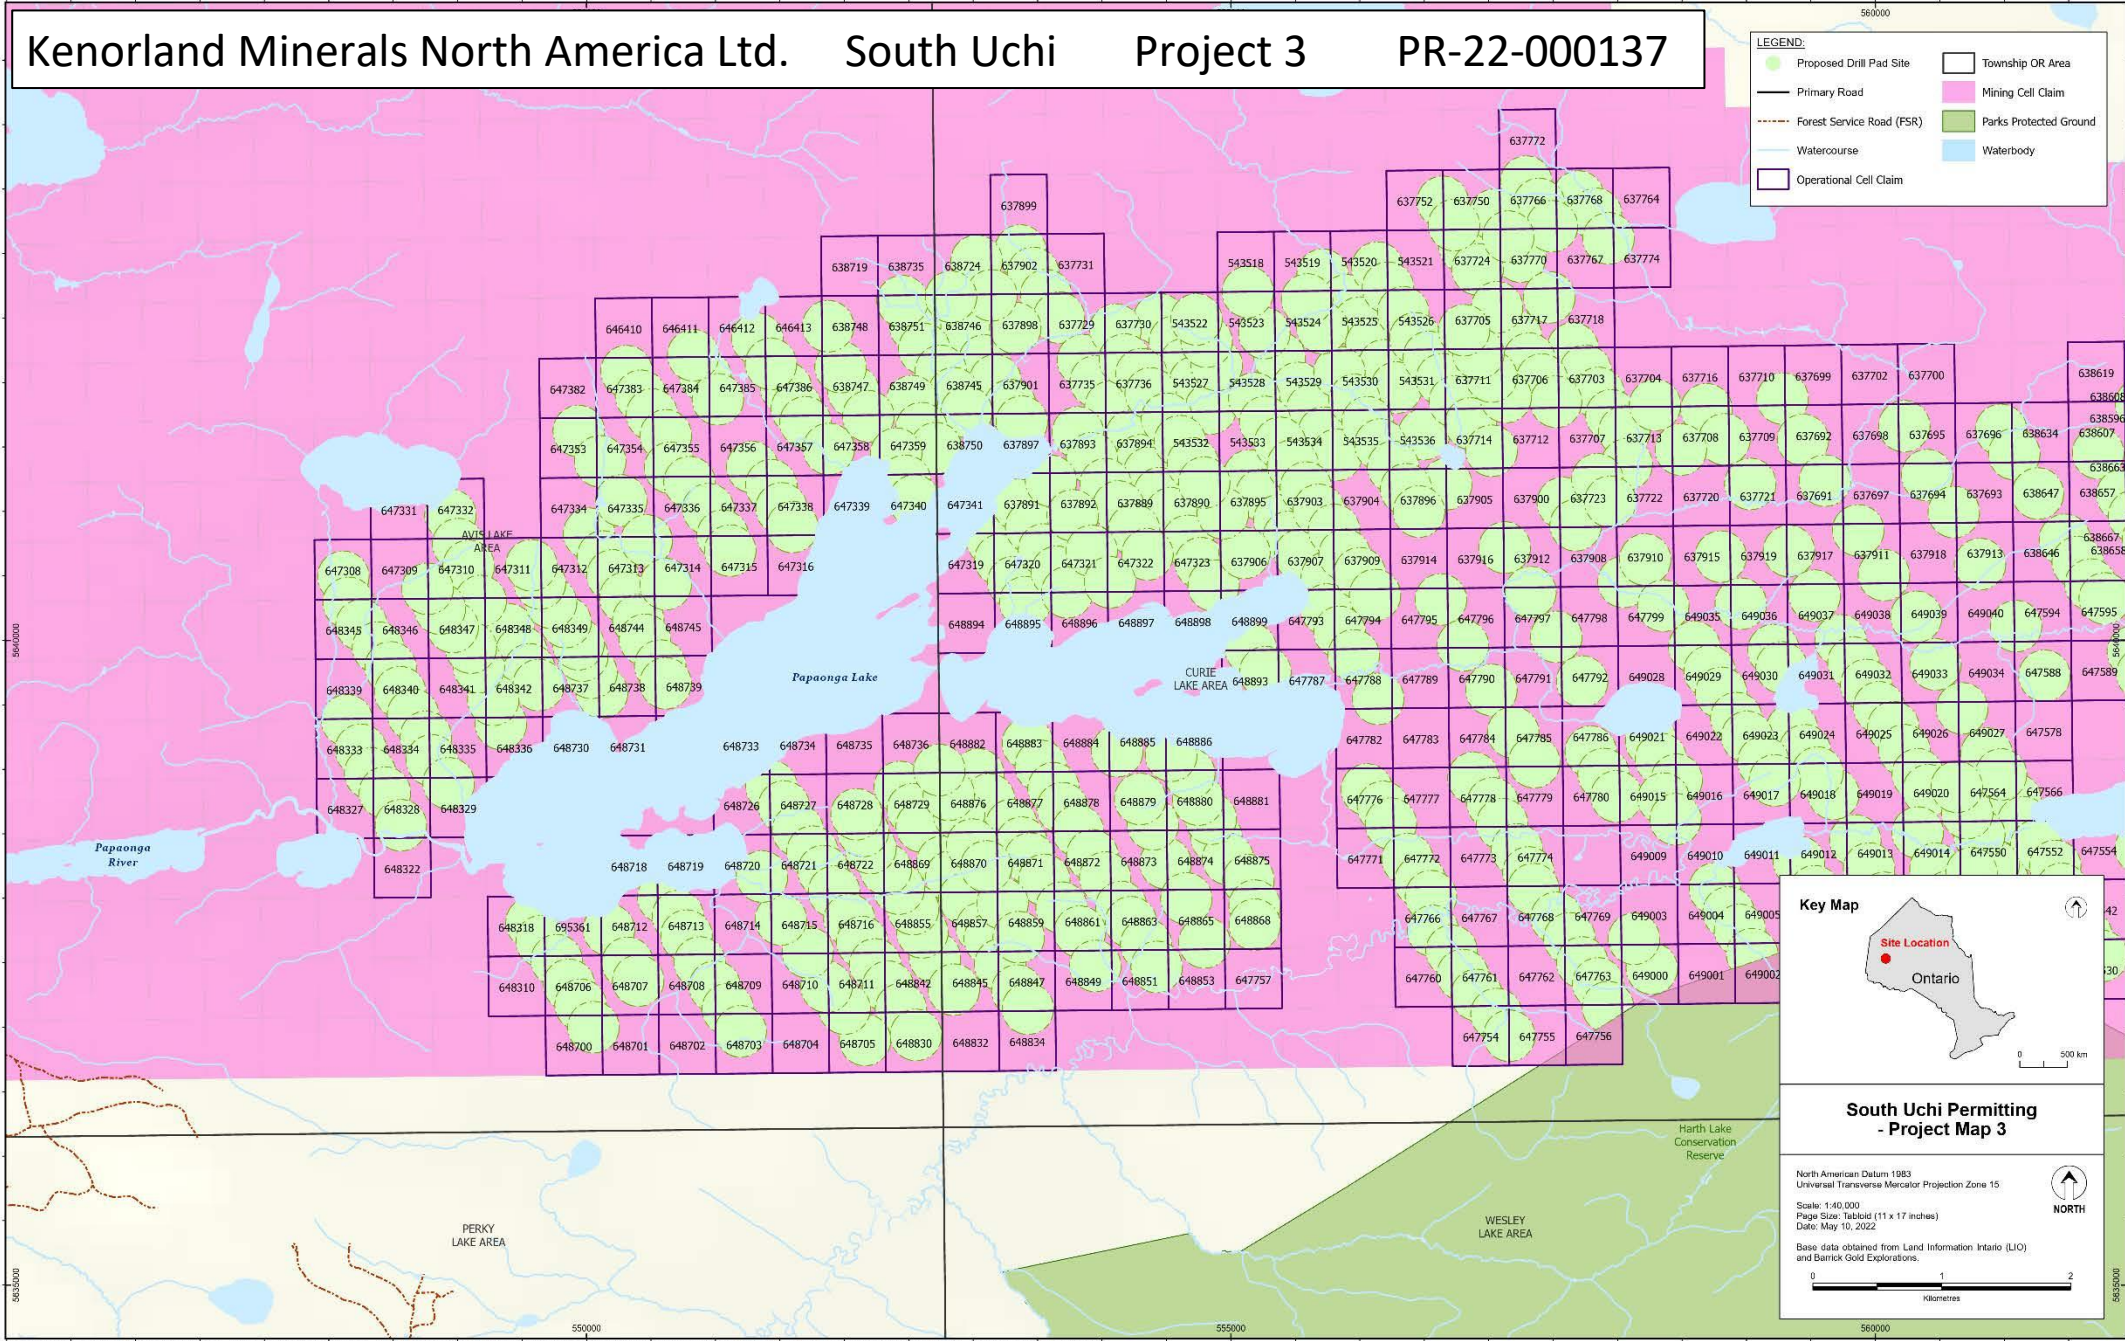 Kenorland Minerals North America Ltd. South Uchi Project 3 PR-22-000137
560000
LEGEND:
Proposed Drill Pad Site
Township OR Area
Primary Road
Mining Cell Claim
Forest Service Road (FSR)
Parks Protected Ground
Watercourse
Waterbody
Operational Cell Claim
637772
637899
637752 637750 637766 637768 637764
638719 638735 638724 637902 637731
543518 543519 543520 543521 637724 637770 637767 637774
646410 646411 646412 646413 638748 638751 638746 637898 637729 637730 543522 543523 543524 543525 543526 637705 637717 637718
647382 647383 647384 647385 647386 638747 638749 638745 637901 637735 637736 543527 543528 543529 543530 543531 637711 637706 637703 637704 637716 637710 637699 637702 637700 638619
638608
638596
647353 647354 647355 647356 647357 647358 647359 638750 637897 637893 637894 543532 543533 543534 543535 543536 637714 637712 637707 637713 637708 637709 637692 637698 637695 637696 638634 638607
638663
647331 647332 647334 647335 647336 647337 647338 647339 647340 647341 637891 637892 637889 637890 637895 637903 637904 637896 637905 637900 637723 637722 637720 637721 637691 637697 637694 637693 638647 638657
AVIS LAKE
AREA
638667
638658
647308 647309 647310 647311 647312 647313 647314 647315 647316 647319 647320 647321 647322 647323 637906 637907 637909 637914 637916 637912 637908 637910 637915 637919 637917 637911 637918 637913 638646
648345 648346 648347 648348 648349 648744 648745 648894 648895 648896 648897 648898 648899 647793 647794 647795 647796 647797 647798 647799 649035 649036 649037 649038 649039 649040 647594 647595
5640000
5640000
648339 648340 648341 648342 648737 648738 648739
Papaonga Lake
CURIE
LAKE AREA
648893 647787 647788 647789 647790 647791 647792 649028 649029 649030 649031 649032 649033 649034 647588 647589
648333 648334 648335 648336 648730 648731 648733 648734 648735 648736 648882 648883 648884 648885 648886 647782 647783 647784 647785 647786 649021 649022 649023 649024 649025 649026 649027 647578
648327 648328 648329 648726 648727 648728 648729 648876 648877 648878 648879 648880 648881 647776 647777 647778 647779 647780 649015 649016 649017 649018 649019 649020 647564 647566
Papaonga
River
648322 648718 648719 648720 648721 648722 648869 648870 648871 648872 648873 648874 648875 647771 647772 647773 647774 649009 649010 649011 649012 649013 649014 647550 647552 647554
648318 695361 648712 648713 648714 648715 648716 648855 648857 648859 648861 648863 648865 648868 647766 647767 647768 647769 649003 649004 649005
42
648310 648706 648707 648708 648709 648710 648711 648842 648845 648847 648849 648851 648853 647757 647760 647761 647762 647763 649000 649001 649002
30
648700 648701 648702 648703 648704 648705 648830 648832 648834 647754 647755 647756
Key Map
Site Location
Ontario
0 500 km
South Uchi Permitting
- Project Map 3
Harth Lake
Conservation
Reserve
North American Datum 1983
Universal Transverse Mercator Projection Zone 15
Scale: 1:40,000
Page Size: Tabloid (11 x 17 inches)
Date: May 10, 2022
NORTH
Base data obtained from Land Information Intario (LIO)
and Barrick Gold Explorations.
0 1 2
Kilometres
PERKY
LAKE AREA
WESLEY
LAKE AREA
5635000
5635000
550000 555000 560000